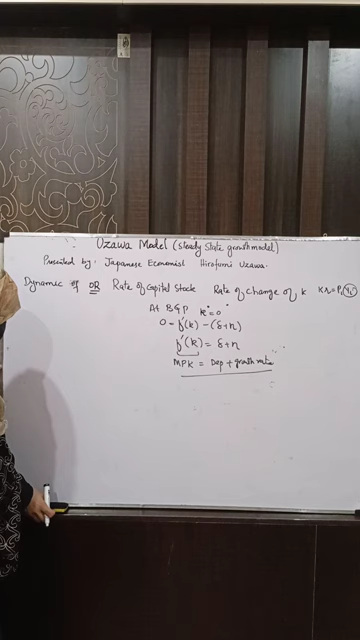 Uzawa Model (steady state growth model)
Presented by: Japanese Economist Hirofumi Uzawa.
Dynamic of OR Rate of Capital Stock Rate of change of k
At BGP k° = 0
0 = f'(k) - (δ+n)
f'(k) = δ+n
MPK = Dep + growth rate